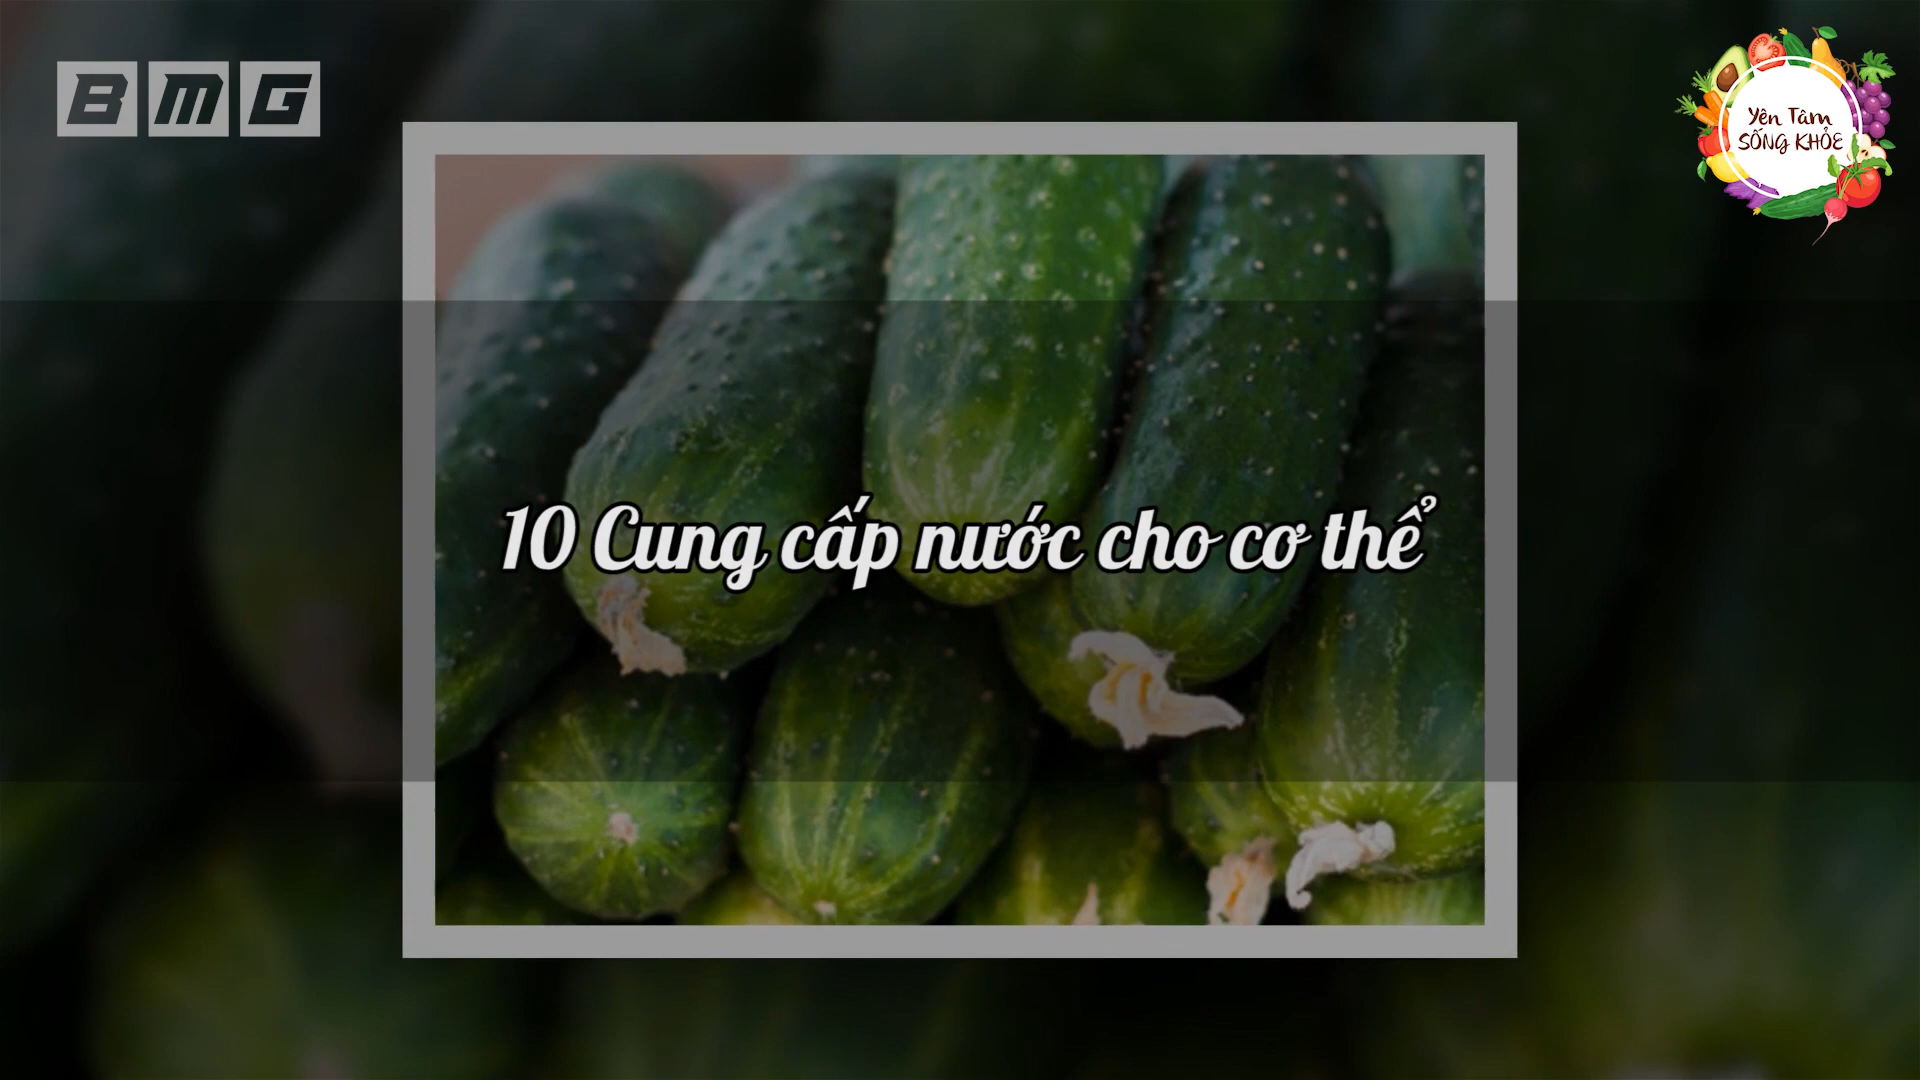 BMG
Yên Tâm
SỐNG KHỎE
10 Cung cấp nước cho cơ thể